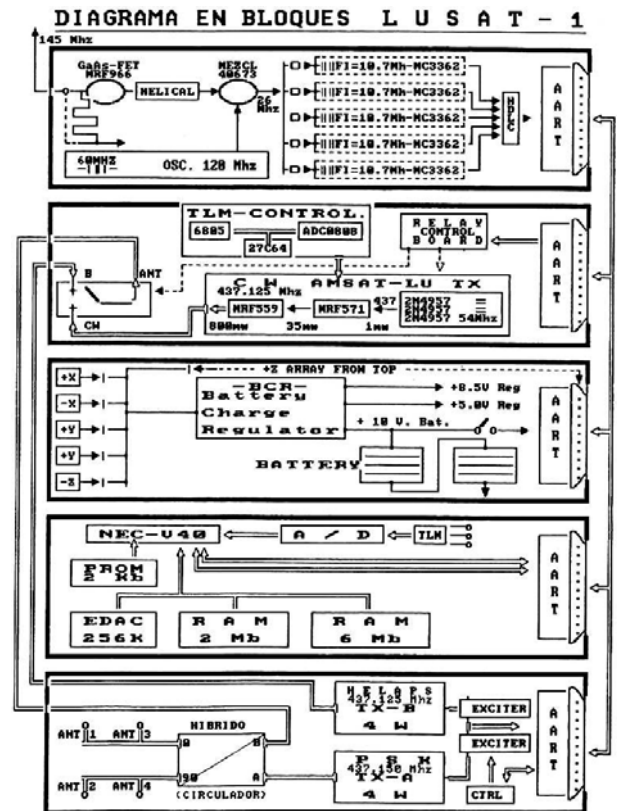 DIAGRAMA EN BLOQUES L U S A T - 1
145 Mhz
GaAs-FET
MRF966
HELICAL
MEZCL
40673
26
Mhz
FI=10.7Mh-MC3362
FI=10.7Mh-MC3362
FI=10.7Mh-MC3362
FI=10.7Mh-MC3362
FI=10.7Mh-MC3362
60MHZ
OSC. 120 Mhz
A
A
R
T
TLM-CONTROL.
6805
ADC0808
27C64
RELAY
CONTROL
BOARD
B
ANT
CW
CW AMSAT-LU TX
437.125 Mhz
MRF559
MRF571
437
2N4957
2N4957
2N4957 54Mhz
800mw
35mw
1mw
A
A
R
T
+Z ARRAY FROM TOP
+X
-X
+Y
+Y
-Z
-BCR-
Battery
Charge
Regulator
+8.5V Reg
+5.0V Reg
+ 10 V. Bat.
BATTERY
A
A
R
T
NEC-V40
A / D
TLM
PROM
2 Kb
EDAC
256K
R A M
2 Mb
R A M
6 Mb
A
A
R
T
HELAPS
437,125 Mhz
TX-B
4 W
EXCITER
EXCITER
HIBRIDO
ANT 1
ANT 3
0
B
ANT 2
ANT 4
90
A
(CIRCULADOR)
P S K
437,150 Mhz
TX-A
4 W
CTRL
A
A
R
T